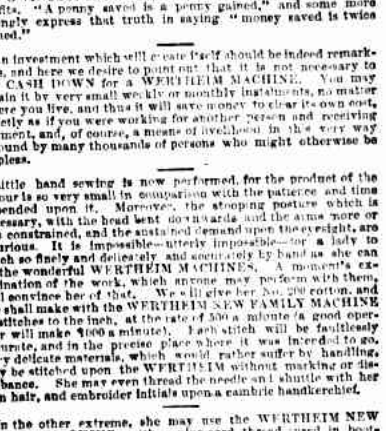 fits. "A penny saved is a penny gained," and some more
ingly express that truth in saying "money saved is twice
ned."
n investment which will create itself should be indeed remark-
, and here we desire to point out that it is not necessary to
CASH DOWN for a WERTHEIM MACHINE. You may
ain it by very small weekly or monthly instalments, no matter
ere you live, and thus it will save money to clear its own cost,
ctly as if you were working for another person and receiving
ment, and, of course, a means of livelihood in this very way
ound by many thousands of persons who might otherwise be
pless.
ittle hand sewing is now performed, for the product of the
our is so very small in comparison with the patience and time
pended upon it. Moreover, the stooping posture which is
essary, with the head bent downwards and the arms more or
constrained, and the sustained demand upon the eyesight, are
urious. It is impossible—utterly impossible—for a lady to
ch so finely and delicately and accurately by hand as she can
the wonderful WERTHEIM MACHINES. A moment's exa
ination of the work, which anyone may perform with them,
l convince her of that. We will give her No. 200 cotton, and
shall make with the WERTHEIM NEW FAMILY MACHINE
stitches to the inch, at the rate of 500 a minute (a good oper-
r will make 1000 a minute). Each stitch will be faultlessly
urate, and in the precise place where it was intended to go.
y delicate materials, which would rather suffer by handling,
y be stitched upon the WERTHEIM without marking or dis-
bance. She may even thread the needle and shuttle with her
n hair, and embroider initials upon a cambric handkerchief.
n the other extreme, she may use the WERTHEIM NEW